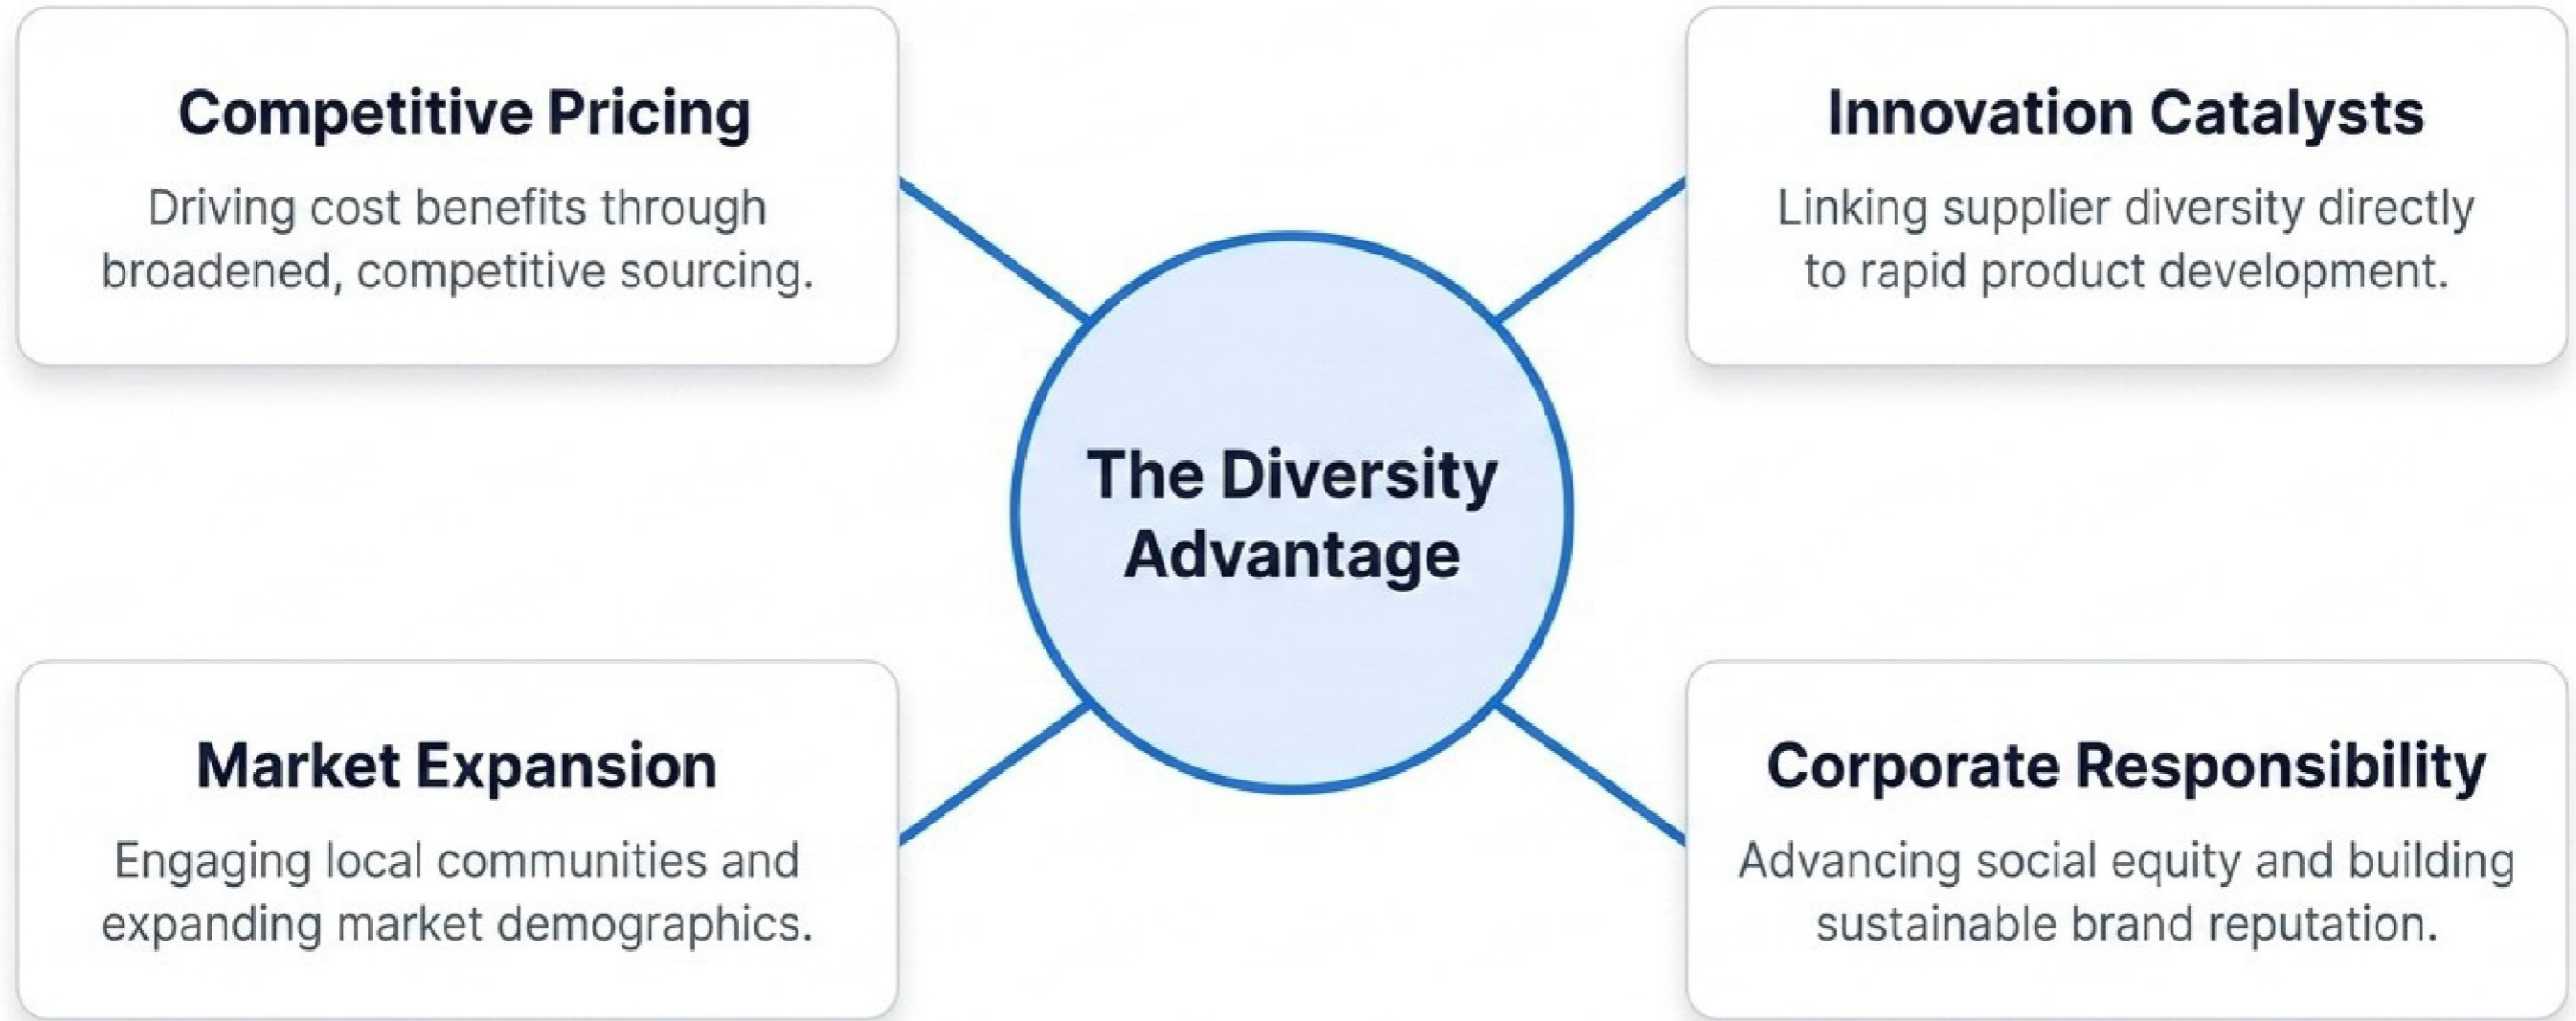 Competitive Pricing
Driving cost benefits through
broadened, competitive sourcing.
Innovation Catalysts
Linking supplier diversity directly
to rapid product development.
The Diversity
Advantage
Market Expansion
Engaging local communities and
expanding market demographics.
Corporate Responsibility
Advancing social equity and building
sustainable brand reputation.